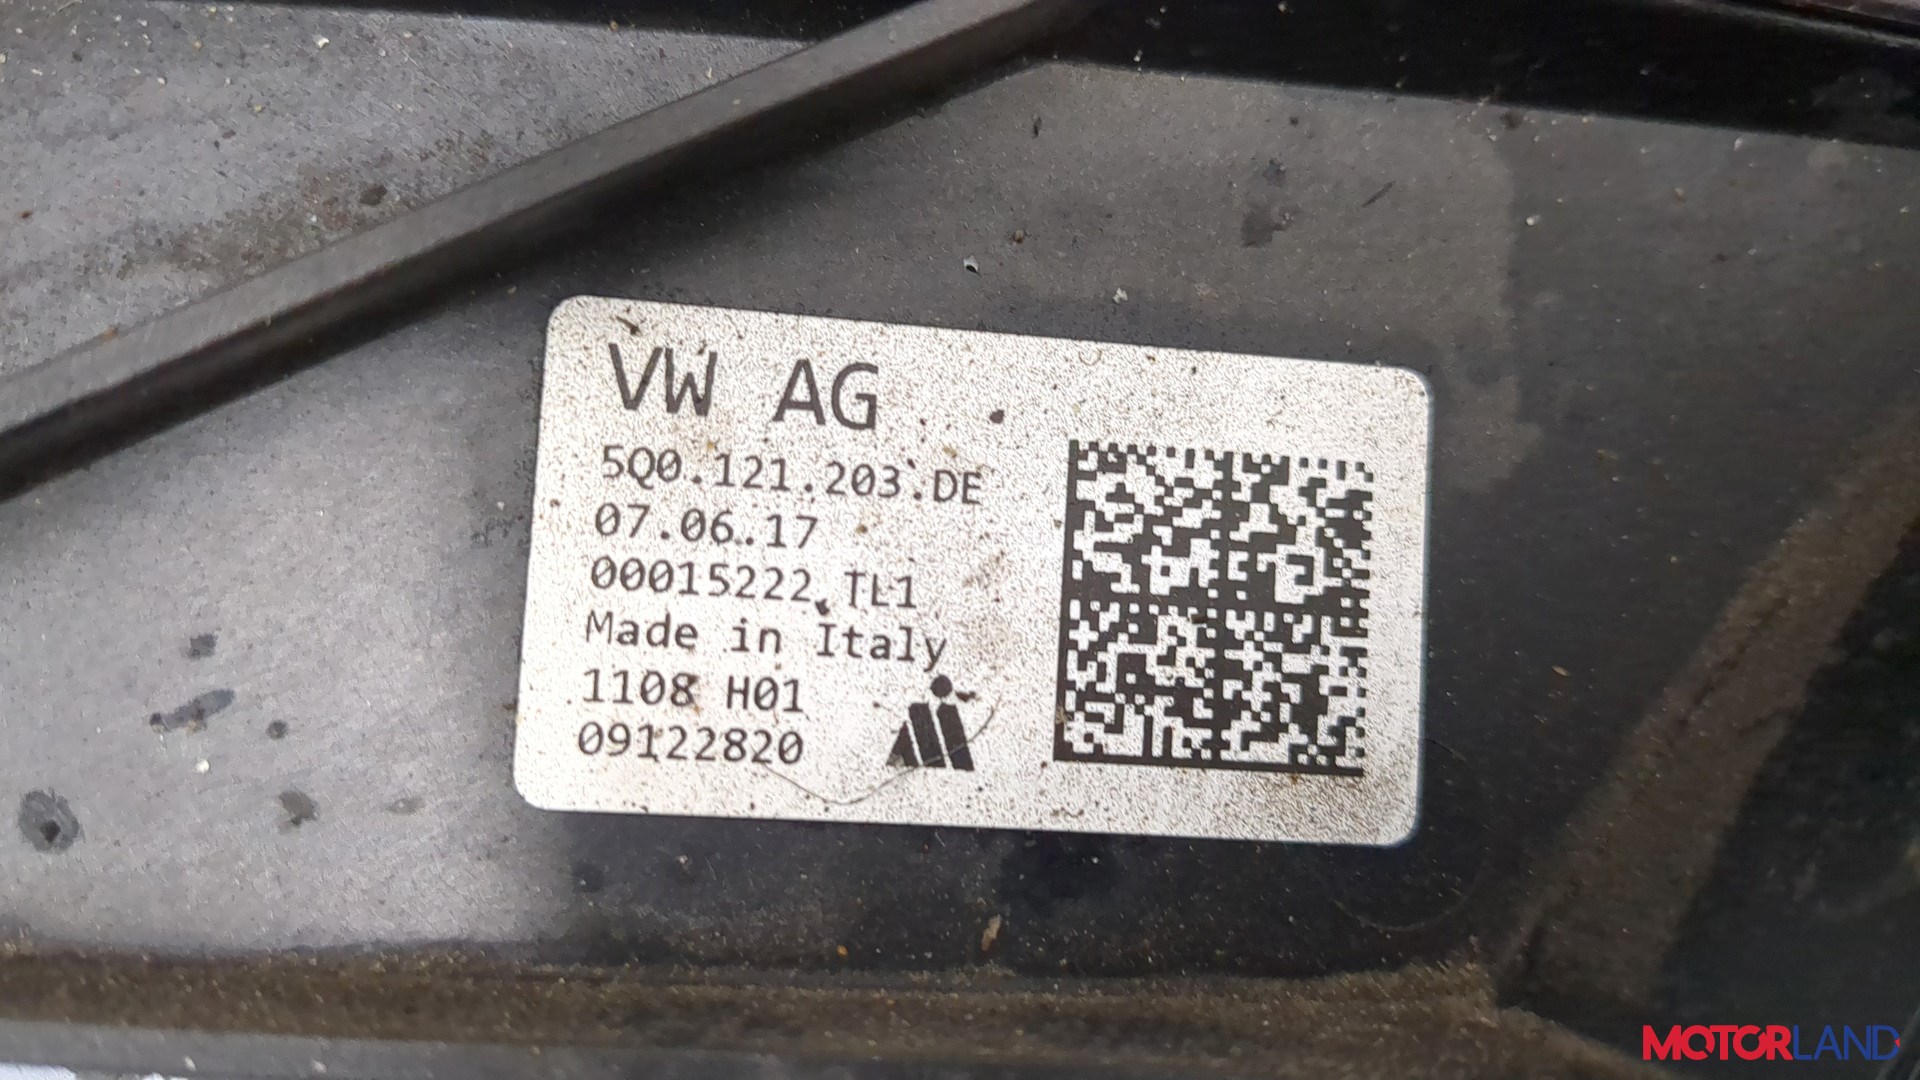 VW AG
5Q0.121.203.DE
07.06.17
00015222 TL1
Made in Italy
1108 H01
09122820
MOTORLAND